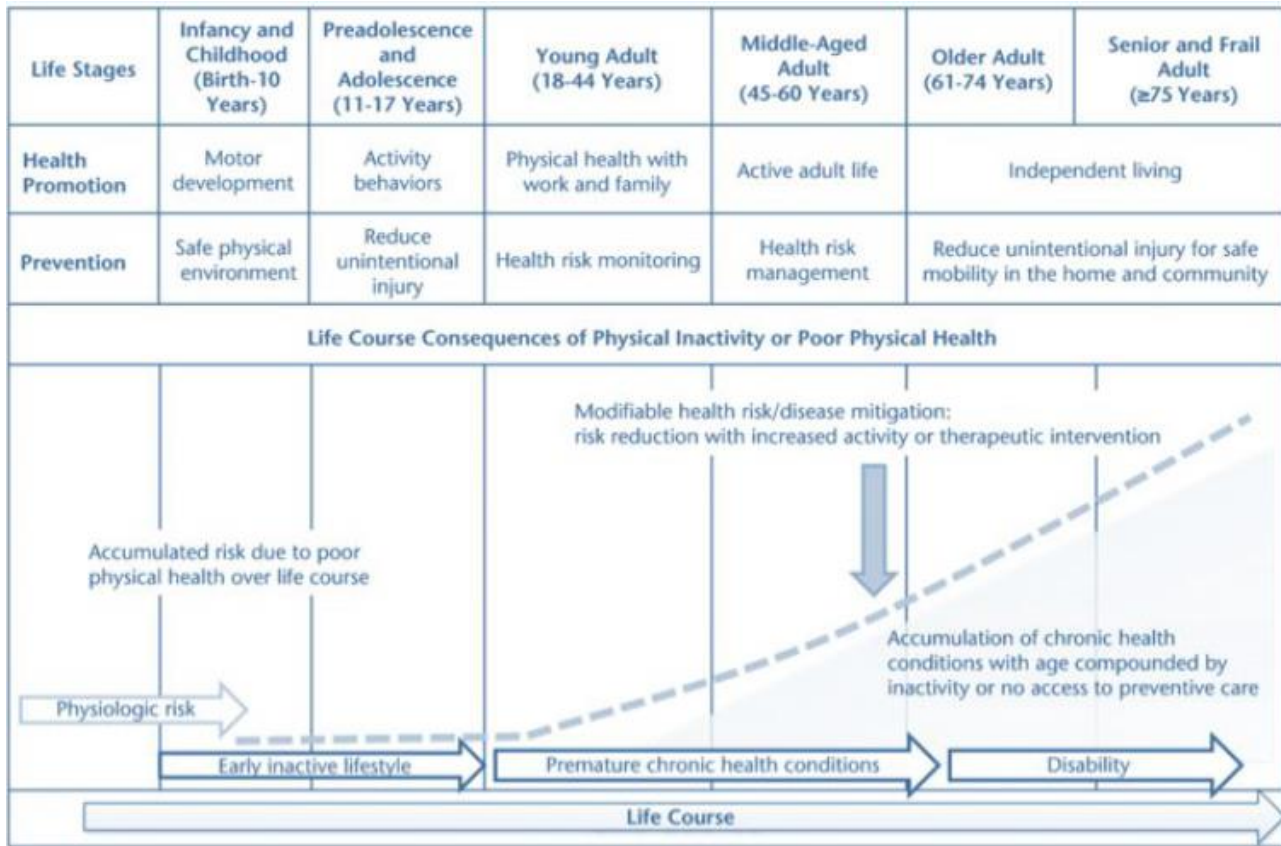 Life Stages
Infancy and
Childhood
(Birth-10
Years)
Preadolescence
and
Adolescence
(11-17 Years)
Young Adult
(18-44 Years)
Middle-Aged
Adult
(45-60 Years)
Older Adult
(61-74 Years)
Senior and Frail
Adult
(≥75 Years)
Health
Promotion
Motor
development
Activity
behaviors
Physical health with
work and family
Active adult life
Independent living
Prevention
Safe physical
environment
Reduce
unintentional
injury
Health risk monitoring
Health risk
management
Reduce unintentional injury for safe
mobility in the home and community
Life Course Consequences of Physical Inactivity or Poor Physical Health
Modifiable health risk/disease mitigation:
risk reduction with increased activity or therapeutic intervention
Accumulated risk due to poor
physical health over life course
Accumulation of chronic health
conditions with age compounded by
inactivity or no access to preventive care
Physiologic risk
Early inactive lifestyle
Premature chronic health conditions
Disability
Life Course